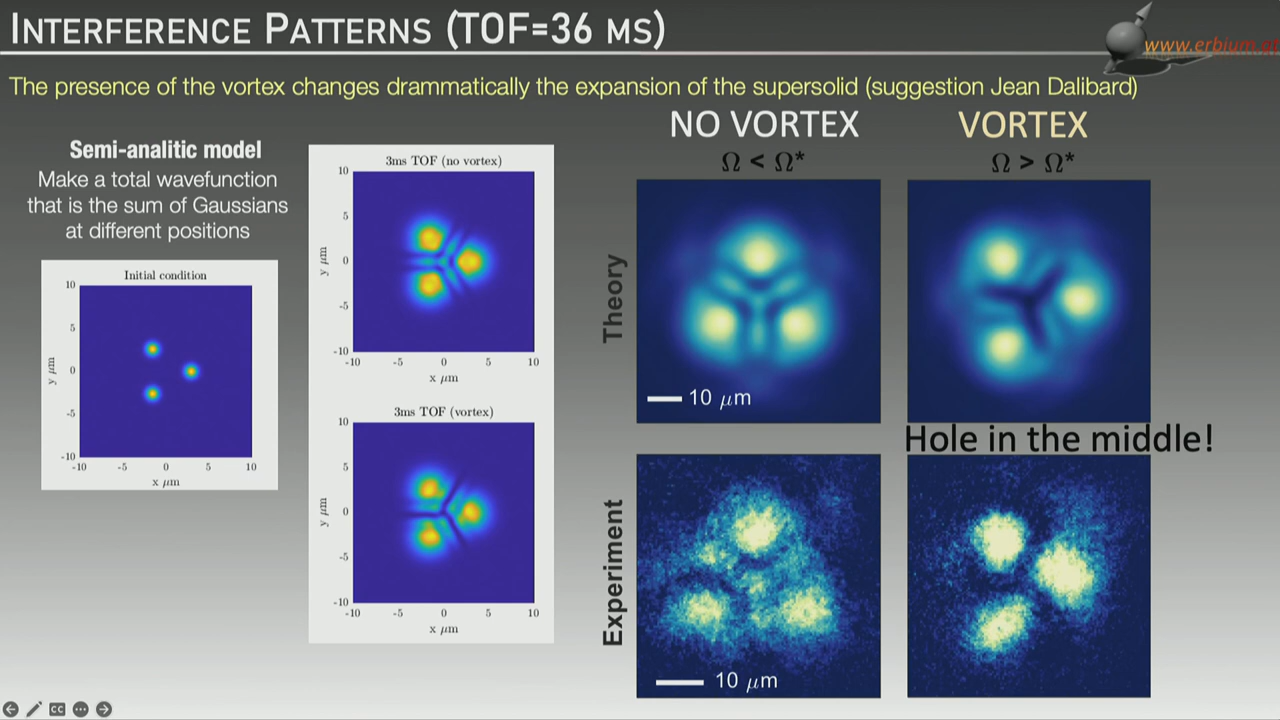 INTERFERENCE PATTERNS (TOF=36 MS)
www.erbium.at
The presence of the vortex changes drammatically the expansion of the supersolid (suggestion Jean Dalibard)
Semi-analitic model
Make a total wavefunction
that is the sum of Gaussians
at different positions
Initial condition
10
5
0
-5
-10
y μm
-10 -5 0 5 10
x μm
3ms TOF (no vortex)
10
5
0
-5
-10
y μm
-10 -5 0 5 10
x μm
3ms TOF (vortex)
10
5
0
-5
-10
y μm
-10 -5 0 5 10
x μm
NO VORTEX
Ω < Ω*
VORTEX
Ω > Ω*
Theory
10 μm
Hole in the middle!
Experiment
10 μm
CC